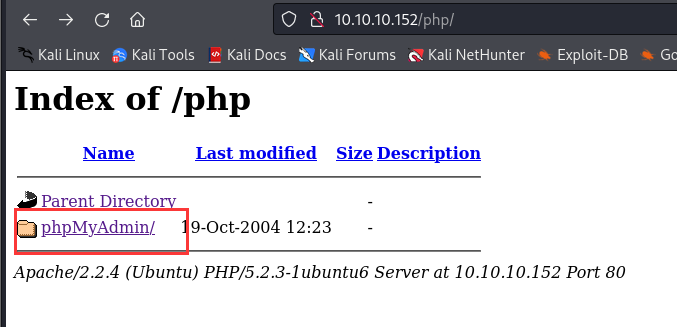 10.10.10.152/php/
Kali Linux Kali Tools Kali Docs Kali Forums Kali NetHunter Exploit-DB Go
Index of /php
Name Last modified Size Description
Parent Directory -
phpMyAdmin/ 19-Oct-2004 12:23 -
Apache/2.2.4 (Ubuntu) PHP/5.2.3-1ubuntu6 Server at 10.10.10.152 Port 80